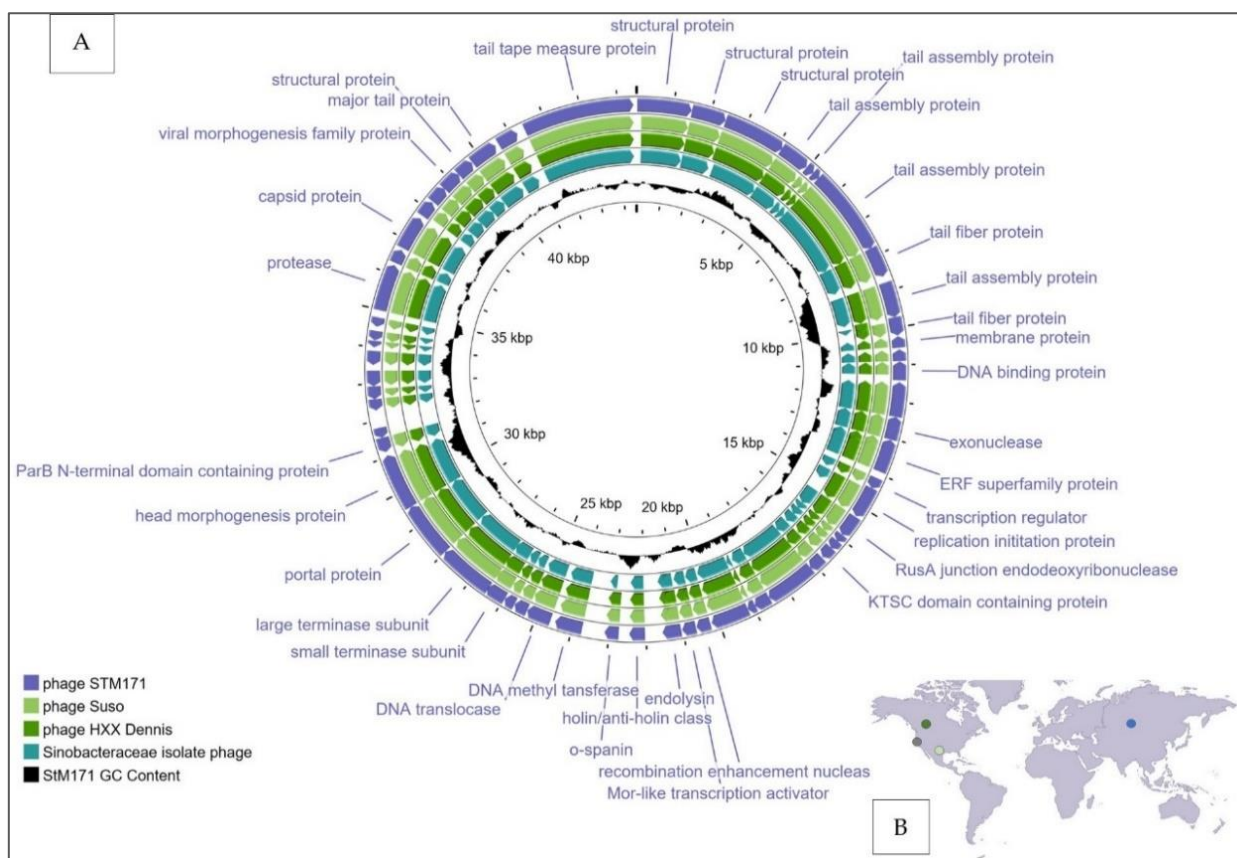 A
structural protein
tail tape measure protein
structural protein
structural protein
tail assembly protein
tail assembly protein
structural protein
major tail protein
viral morphogenesis family protein
capsid protein
protease
tail assembly protein
tail fiber protein
tail assembly protein
tail fiber protein
membrane protein
DNA binding protein
exonuclease
ERF superfamily protein
transcription regulator
replication inititation protein
RusA junction endodeoxyribonuclease
KTSC domain containing protein
ParB N-terminal domain containing protein
head morphogenesis protein
portal protein
large terminase subunit
small terminase subunit
DNA translocase
DNA methyl tansferase
o-spanin
holin/anti-holin class
endolysin
recombination enhancement nucleas
Mor-like transcription activator
5 kbp
10 kbp
15 kbp
20 kbp
25 kbp
30 kbp
35 kbp
40 kbp
phage STM171
phage Suso
phage HXX Dennis
Sinobacteraceae isolate phage
StM171 GC Content
B